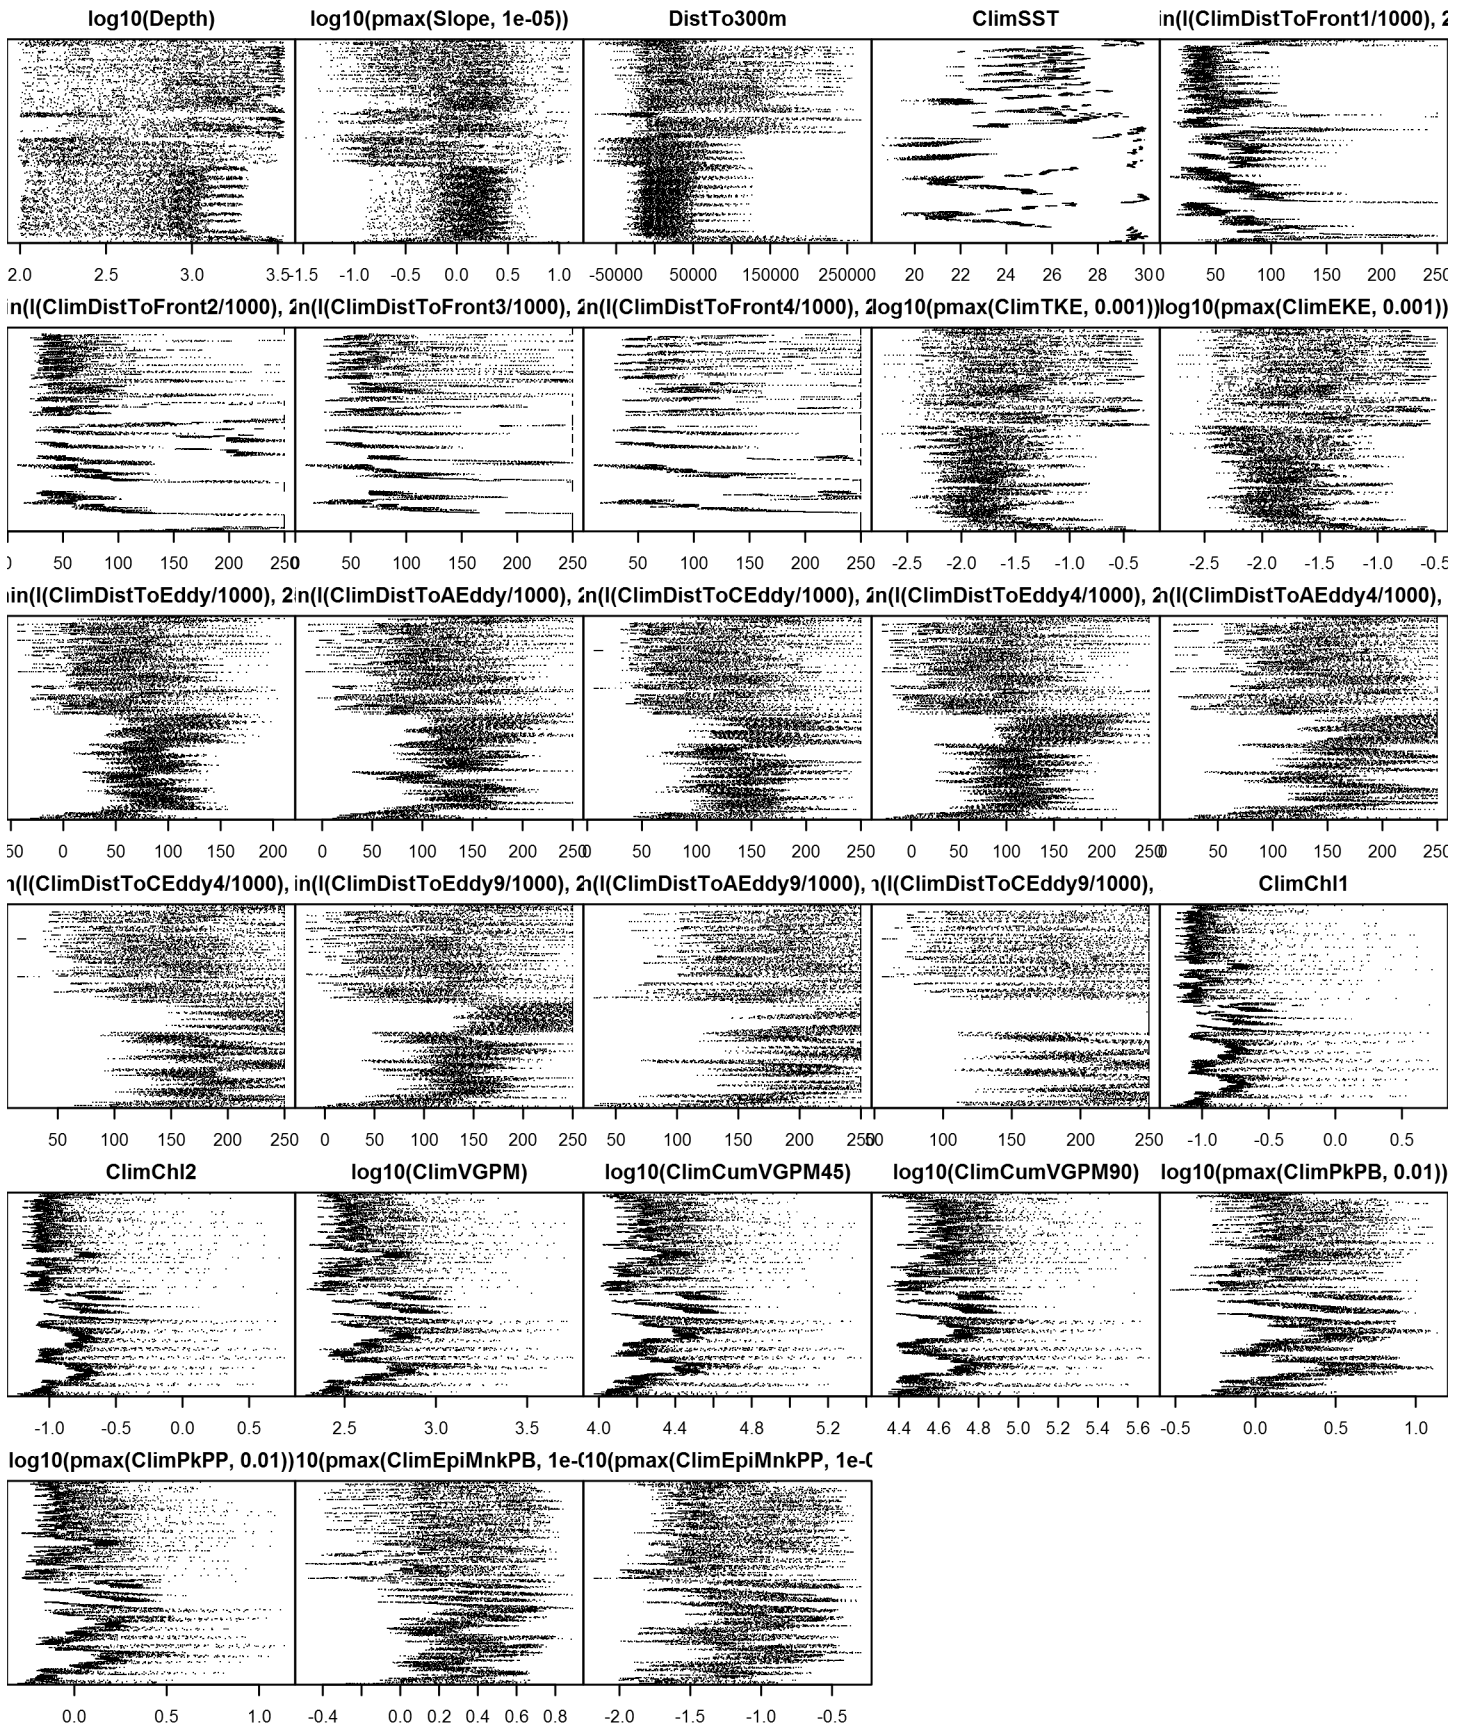 log10(Depth) log10(pmax(Slope, 1e-05)) DistTo300m ClimSST in(I(ClimDistToFront1/1000), 2
2.0 2.5 3.0 3.5 -1.5 -1.0 -0.5 0.0 0.5 1.0 -50000 50000 150000 250000 20 22 24 26 28 30 0 50 100 150 200 250
in(I(ClimDistToFront2/1000), 2 in(I(ClimDistToFront3/1000), 2 in(I(ClimDistToFront4/1000), 2 log10(pmax(ClimTKE, 0.001)) log10(pmax(ClimEKE, 0.001))
0 50 100 150 200 250 50 100 150 200 250 50 100 150 200 250 -2.5 -2.0 -1.5 -1.0 -0.5 -2.5 -2.0 -1.5 -1.0 -0.5
in(I(ClimDistToEddy/1000), 2 in(I(ClimDistToAEddy/1000), 2 in(I(ClimDistToCEddy/1000), 2 in(I(ClimDistToEddy4/1000), 2 n(I(ClimDistToAEddy4/1000),
50 0 50 100 150 200 0 50 100 150 200 250 0 50 100 150 200 250 0 50 100 150 200 250 0 50 100 150 200 250
n(I(ClimDistToCEddy4/1000), in(I(ClimDistToEddy9/1000), 2 n(I(ClimDistToAEddy9/1000), n(I(ClimDistToCEddy9/1000), ClimChl1
50 100 150 200 250 0 50 100 150 200 250 50 100 150 200 250 50 100 150 200 250 -1.0 -0.5 0.0 0.5
ClimChl2 log10(ClimVGPM) log10(ClimCumVGPM45) log10(ClimCumVGPM90) log10(pmax(ClimPkPB, 0.01))
-1.0 -0.5 0.0 0.5 2.5 3.0 3.5 4.0 4.4 4.8 5.2 4.4 4.6 4.8 5.0 5.2 5.4 5.6 -0.5 0.0 0.5 1.0
log10(pmax(ClimPkPP, 0.01)) 10(pmax(ClimEpiMnkPB, 1e-0 10(pmax(ClimEpiMnkPP, 1e-0
0.0 0.5 1.0 -0.4 0.0 0.2 0.4 0.6 0.8 -2.0 -1.5 -1.0 -0.5